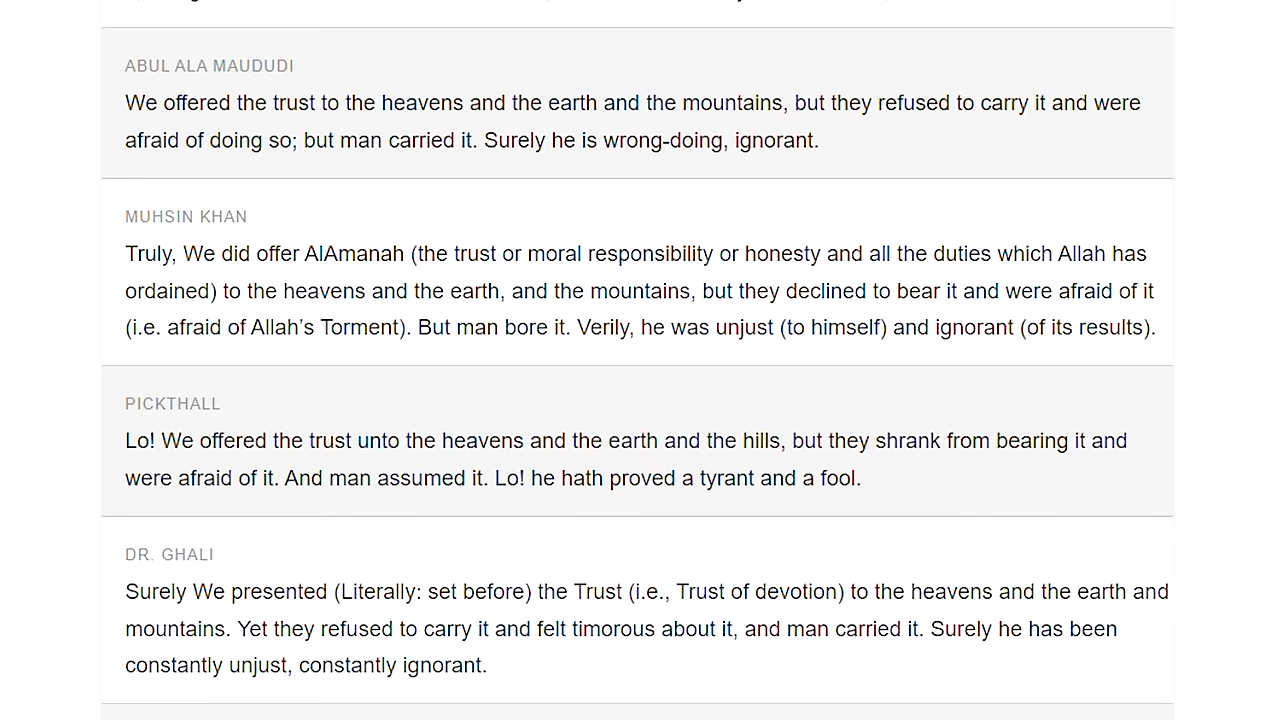 ABUL ALA MAUDUDI
We offered the trust to the heavens and the earth and the mountains, but they refused to carry it and were
afraid of doing so; but man carried it. Surely he is wrong-doing, ignorant.
MUHSIN KHAN
Truly, We did offer AlAmanah (the trust or moral responsibility or honesty and all the duties which Allah has
ordained) to the heavens and the earth, and the mountains, but they declined to bear it and were afraid of it
(i.e. afraid of Allah’s Torment). But man bore it. Verily, he was unjust (to himself) and ignorant (of its results).
PICKTHALL
Lo! We offered the trust unto the heavens and the earth and the hills, but they shrank from bearing it and
were afraid of it. And man assumed it. Lo! he hath proved a tyrant and a fool.
DR. GHALI
Surely We presented (Literally: set before) the Trust (i.e., Trust of devotion) to the heavens and the earth and
mountains. Yet they refused to carry it and felt timorous about it, and man carried it. Surely he has been
constantly unjust, constantly ignorant.